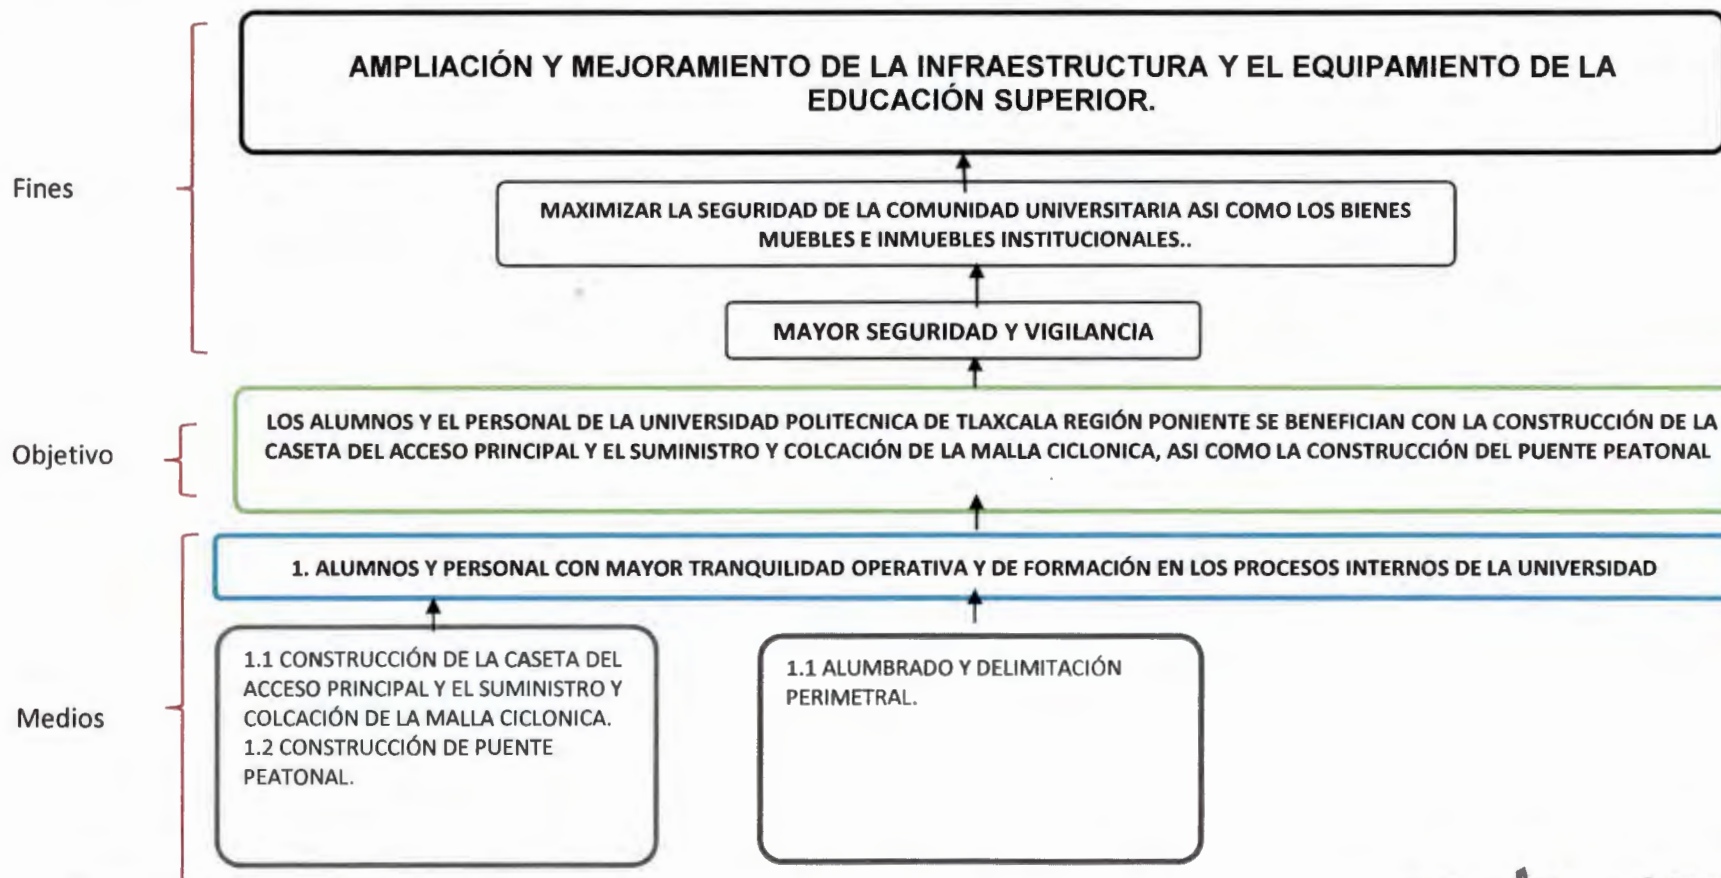 AMPLIACIÓN Y MEJORAMIENTO DE LA INFRAESTRUCTURA Y EL EQUIPAMIENTO DE LA
EDUCACIÓN SUPERIOR.
Fines
MAXIMIZAR LA SEGURIDAD DE LA COMUNIDAD UNIVERSITARIA ASI COMO LOS BIENES
MUEBLES E INMUEBLES INSTITUCIONALES..
MAYOR SEGURIDAD Y VIGILANCIA
Objetivo
LOS ALUMNOS Y EL PERSONAL DE LA UNIVERSIDAD POLITECNICA DE TLAXCALA REGIÓN PONIENTE SE BENEFICIAN CON LA CONSTRUCCIÓN DE LA
CASETA DEL ACCESO PRINCIPAL Y EL SUMINISTRO Y COLCACIÓN DE LA MALLA CICLONICA, ASI COMO LA CONSTRUCCIÓN DEL PUENTE PEATONAL
1. ALUMNOS Y PERSONAL CON MAYOR TRANQUILIDAD OPERATIVA Y DE FORMACIÓN EN LOS PROCESOS INTERNOS DE LA UNIVERSIDAD
Medios
1.1 CONSTRUCCIÓN DE LA CASETA DEL
ACCESO PRINCIPAL Y EL SUMINISTRO Y
COLCACIÓN DE LA MALLA CICLONICA.
1.2 CONSTRUCCIÓN DE PUENTE
PEATONAL.
1.1 ALUMBRADO Y DELIMITACIÓN
PERIMETRAL.